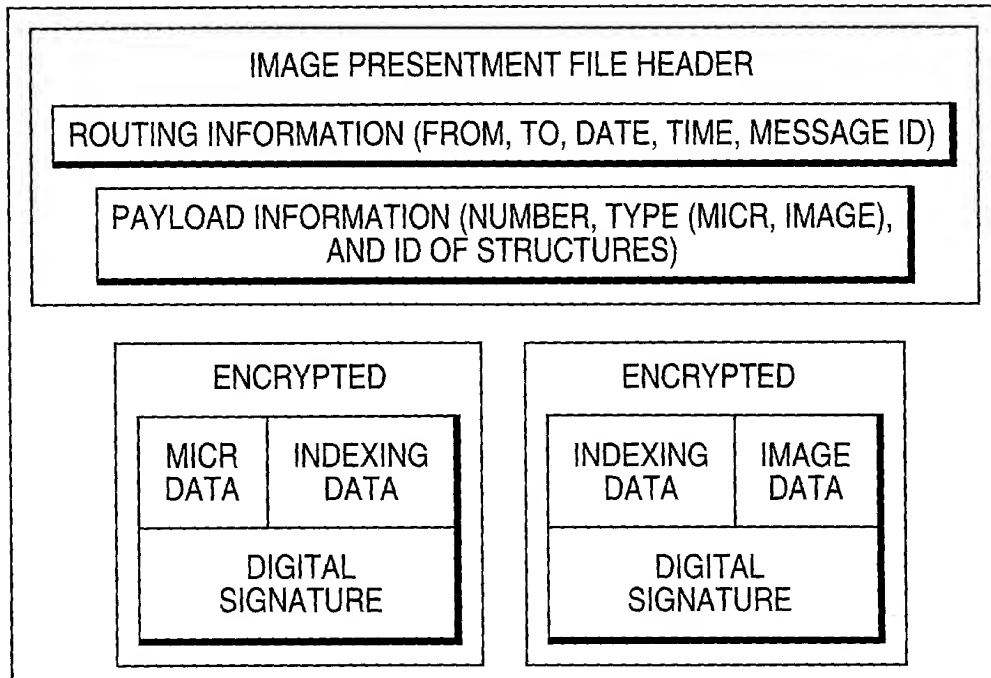 IMAGE PRESENTMENT FILE HEADER
ROUTING INFORMATION (FROM, TO, DATE, TIME, MESSAGE ID)
PAYLOAD INFORMATION (NUMBER, TYPE (MICR, IMAGE),
AND ID OF STRUCTURES)
ENCRYPTED
MICR
DATA
INDEXING
DATA
DIGITAL
SIGNATURE
ENCRYPTED
INDEXING
DATA
IMAGE
DATA
DIGITAL
SIGNATURE